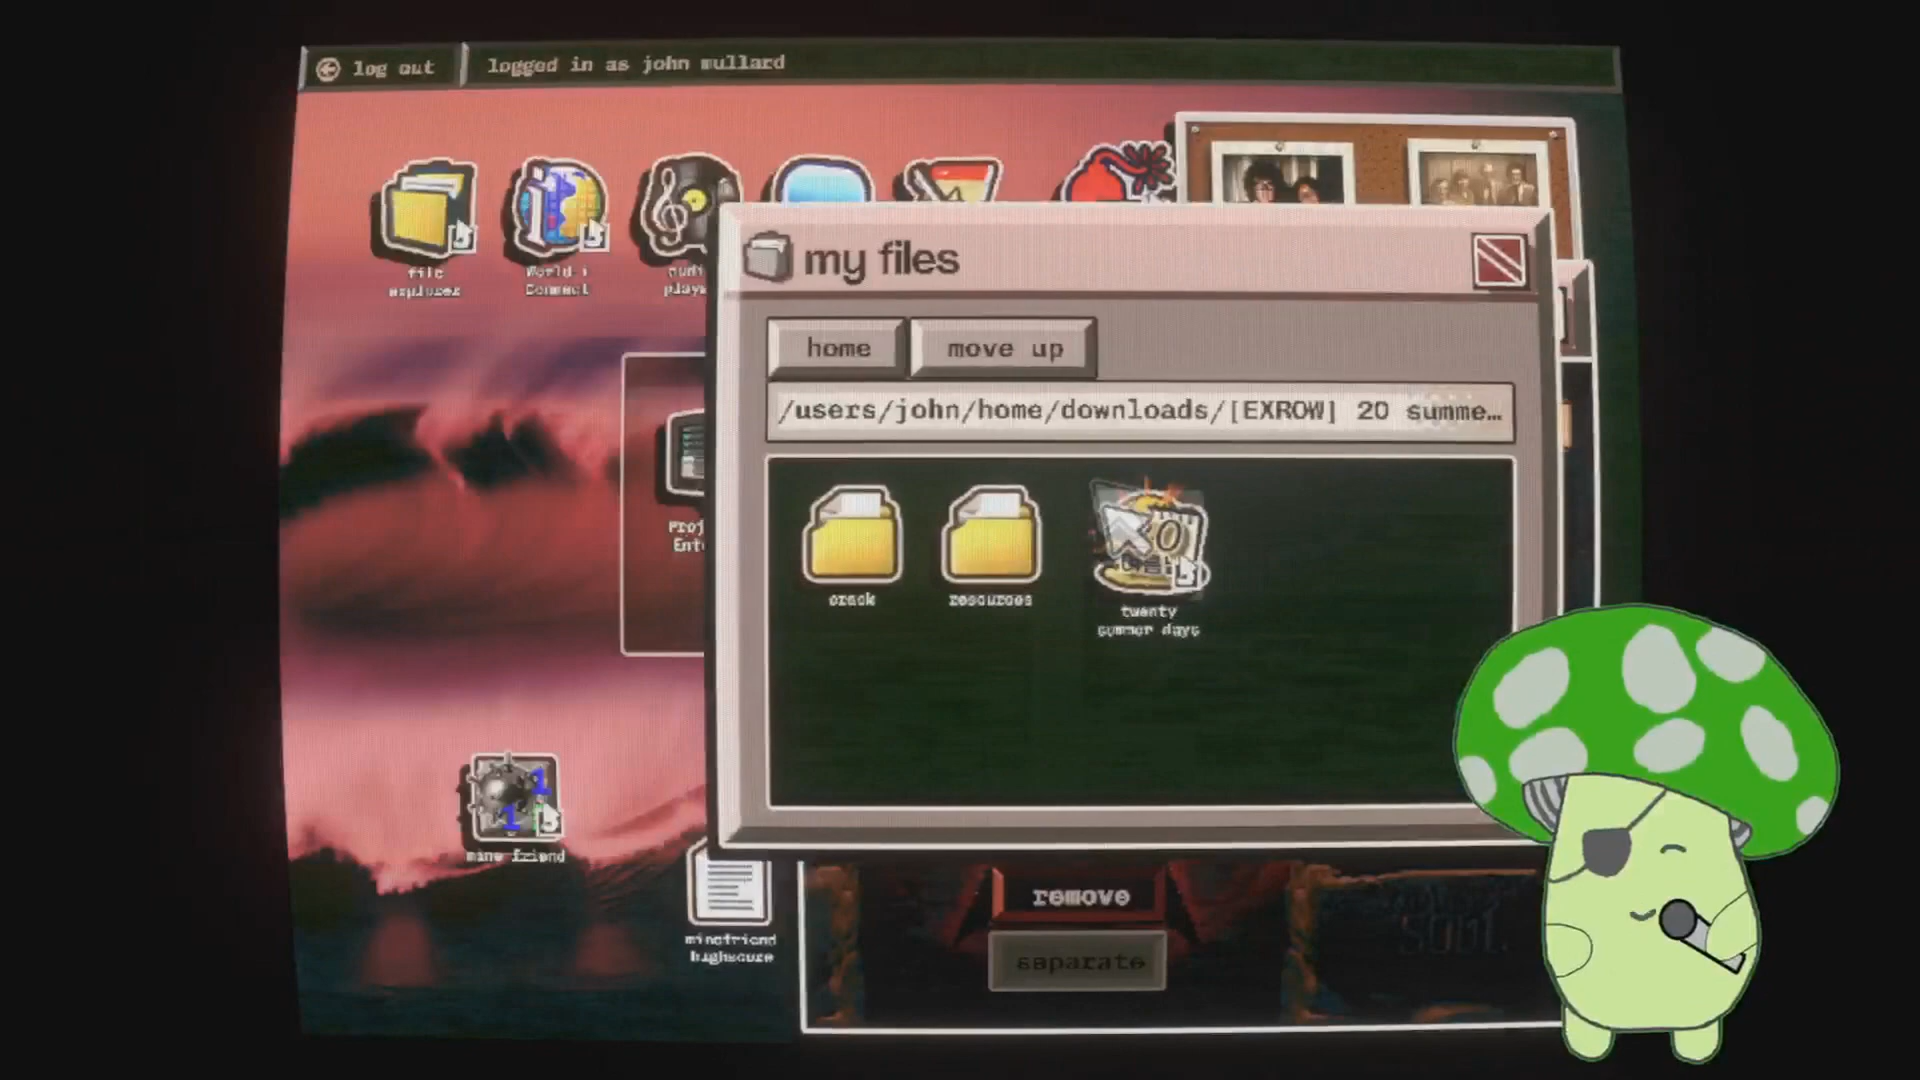 log out
logged in as john mullard
file
explorer
World-i
Connect
my files
home
move up
/users/john/home/downloads/[EXROW] 20 summe…
crack
resources
twenty
summer days
mine friend
minefriend
highscore
remove
separate